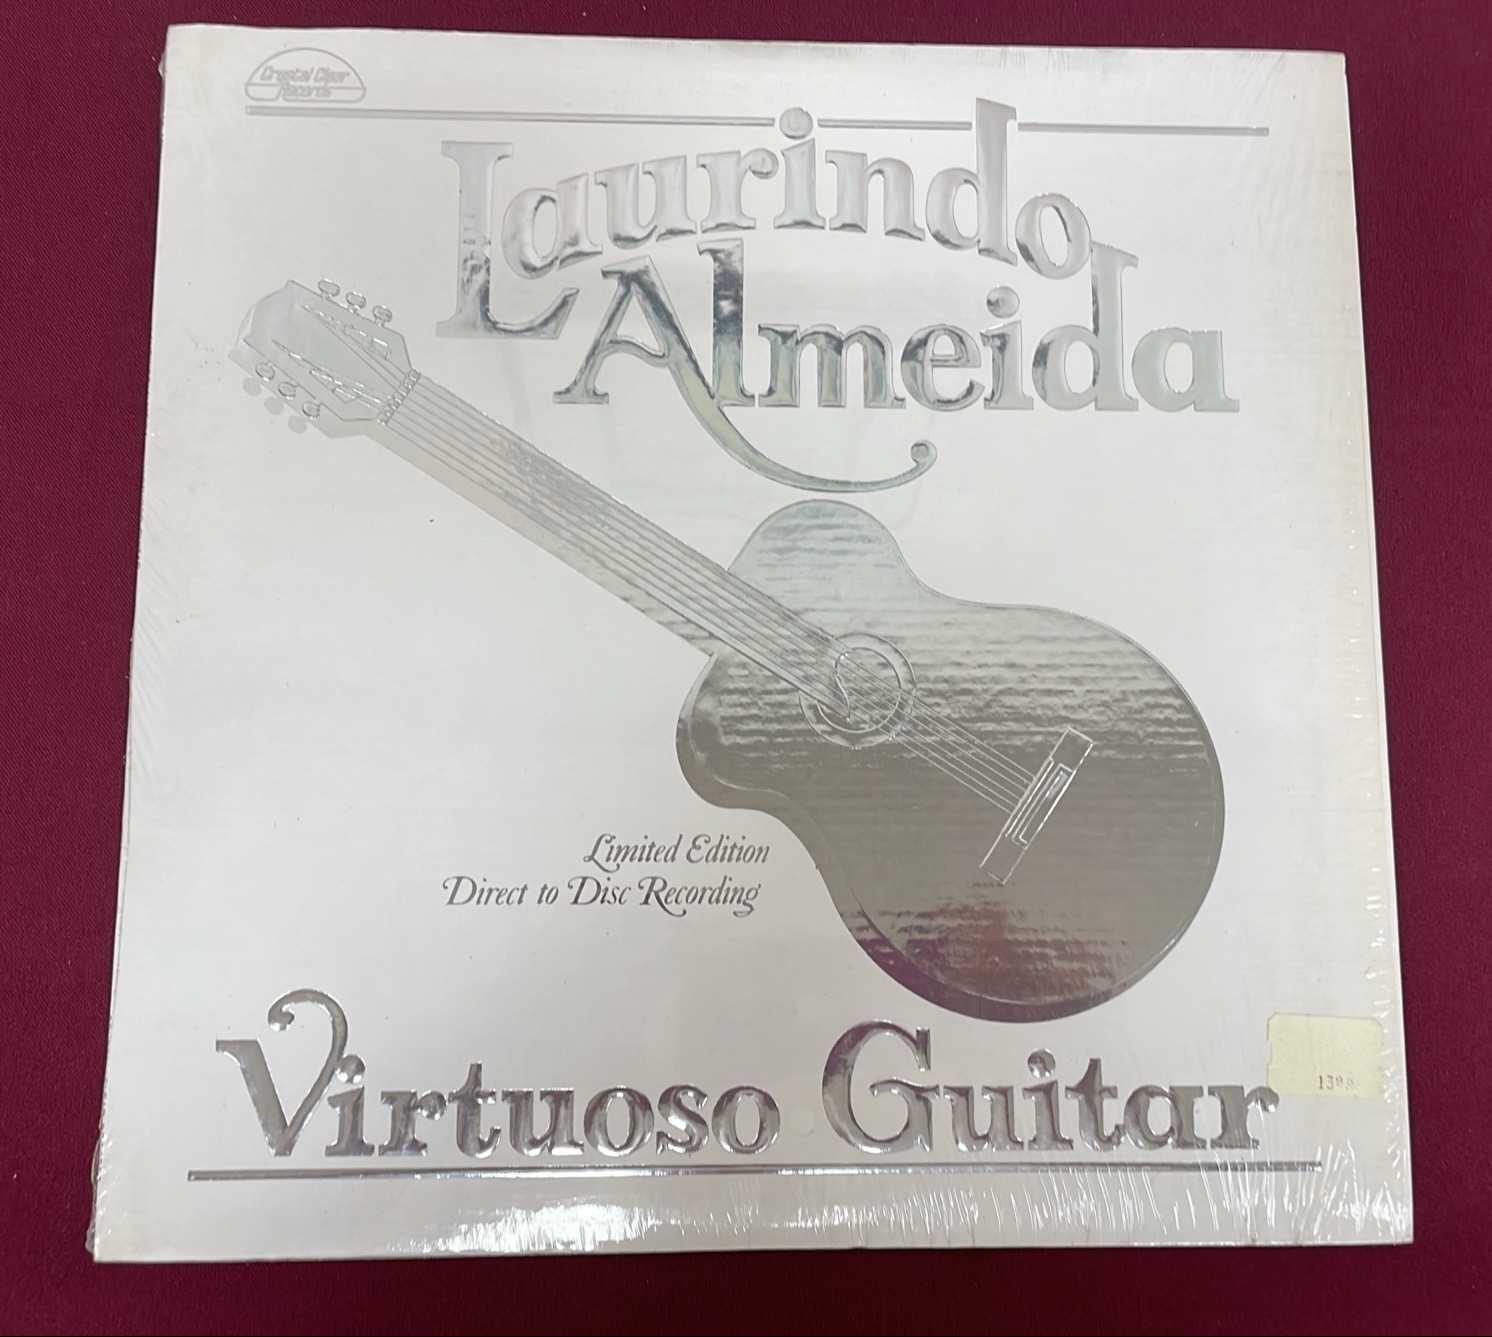 Crystal Clear
Records
Laurindo
Almeida
Limited Edition
Direct to Disc Recording
Virtuoso Guitar